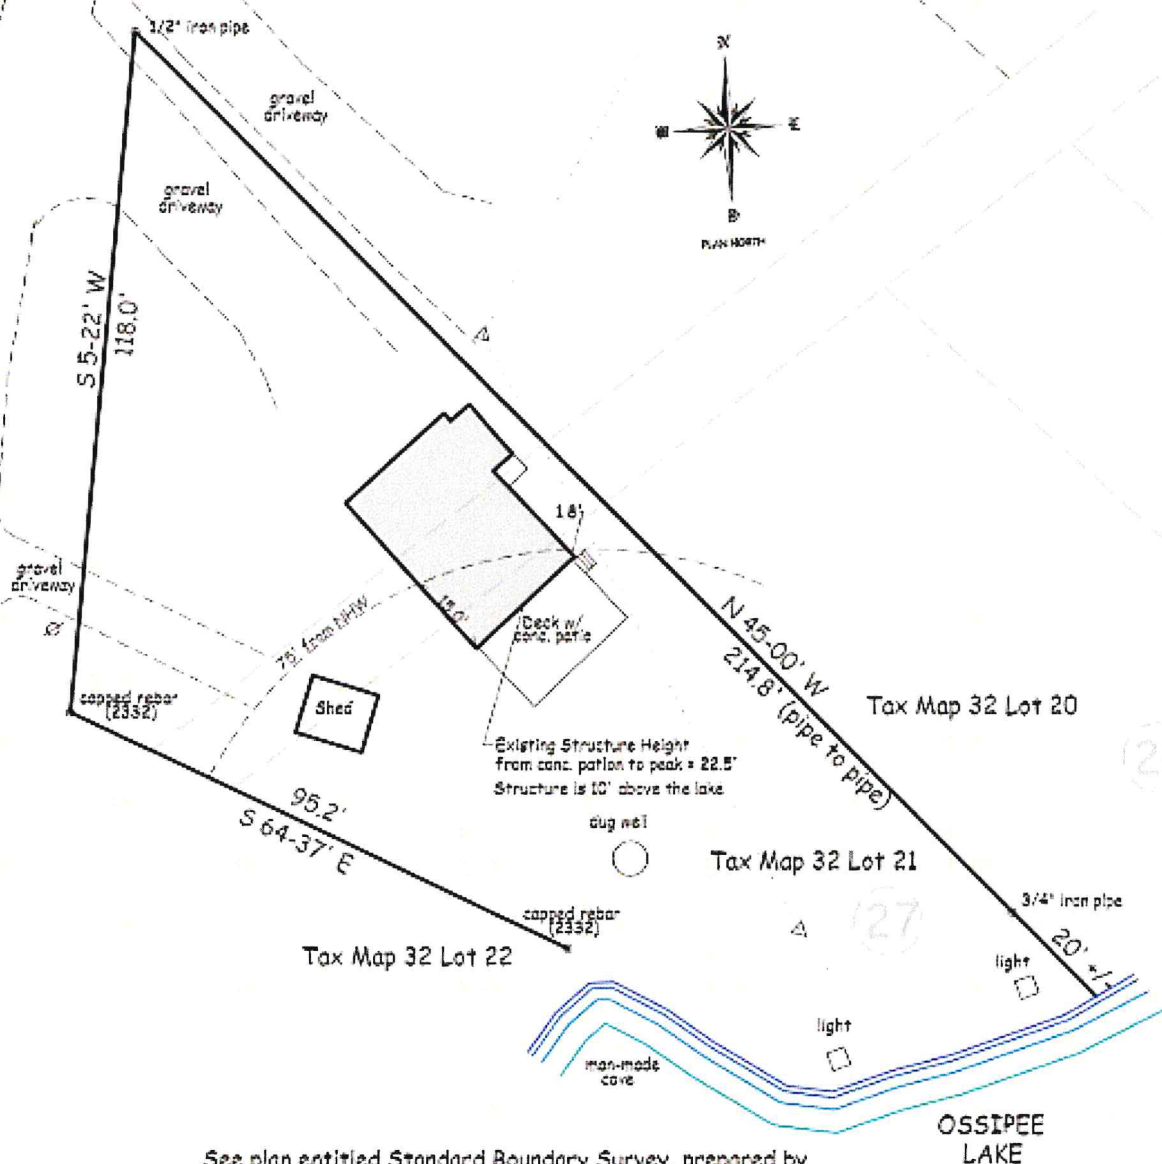 1/2" iron pipe
gravel
driveway
gravel
driveway
PLAN NORTH
S 5-22' W
118.0'
18'
gravel
driveway
75' from NHW
15.0'
Deck w/
conc. patio
N 45-00' W
214.8' (pipe to pipe)
Tax Map 32 Lot 20
capped rebar
(2332)
Shed
Existing Structure Height
from conc. pation to peak = 22.5'
Structure is 10' above the lake
95.2'
S 64-37' E
dug well
Tax Map 32 Lot 21
3/4" iron pipe
27
capped rebar
(2332)
20' +/-
Tax Map 32 Lot 22
light
light
man-made
cove
OSSIPEE
LAKE
See plan entitled Standard Boundary Survey, prepared by